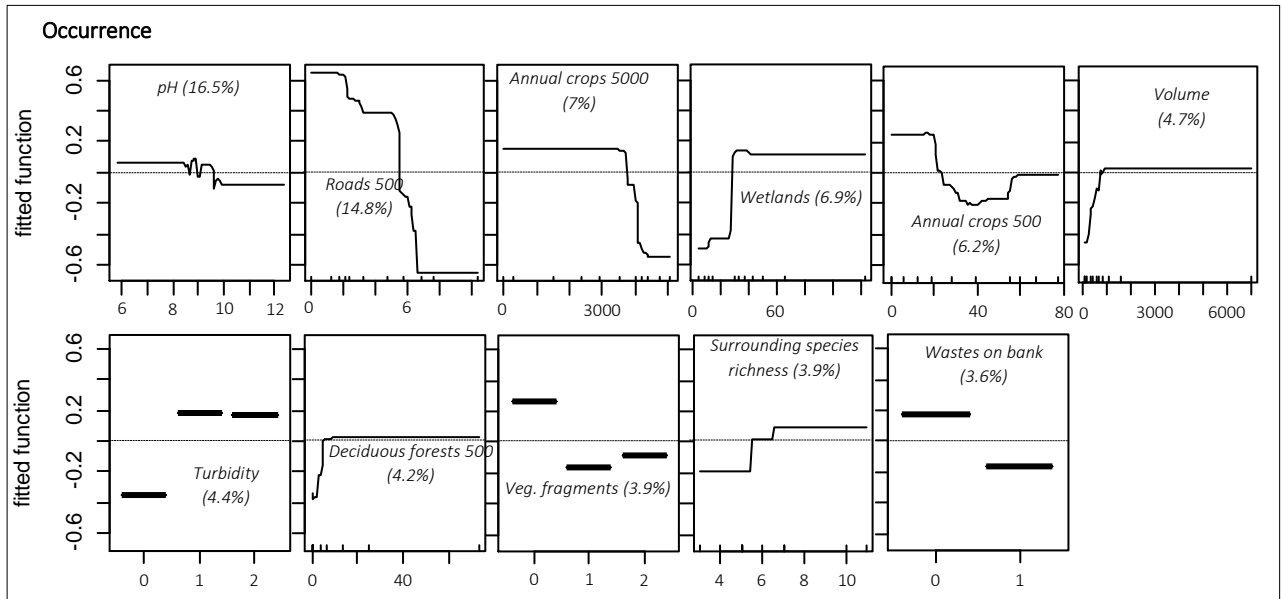 Occurrence
fitted function
0.6
0.2
-0.2
-0.6
pH (16.5%)
6 8 10 12
Roads 500
(14.8%)
0 6
Annual crops 5000
(7%)
0 3000
Wetlands (6.9%)
0 60
Annual crops 500
(6.2%)
0 20 40 60 80
Volume
(4.7%)
0 3000 6000
fitted function
0.6
0.2
-0.2
-0.6
Turbidity
(4.4%)
0 1 2
Deciduous forests 500
(4.2%)
0 40
Veg. fragments (3.9%)
0 1 2
Surrounding species
richness (3.9%)
4 6 8 10
Wastes on bank
(3.6%)
0 1